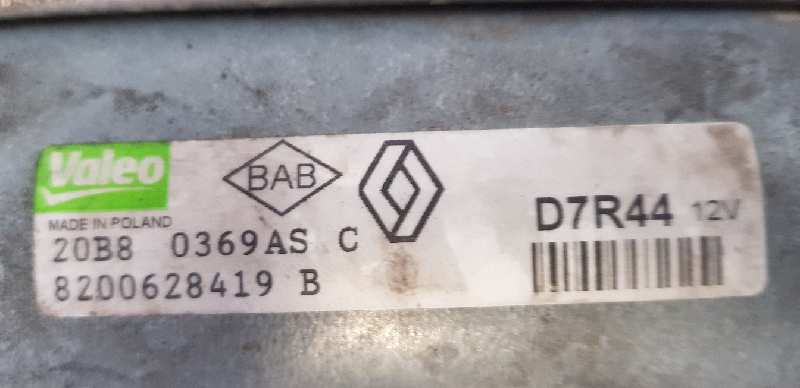 Valeo
BAB
D7R44 12V
MADE IN POLAND
20B8 0369AS C
8200628419 B